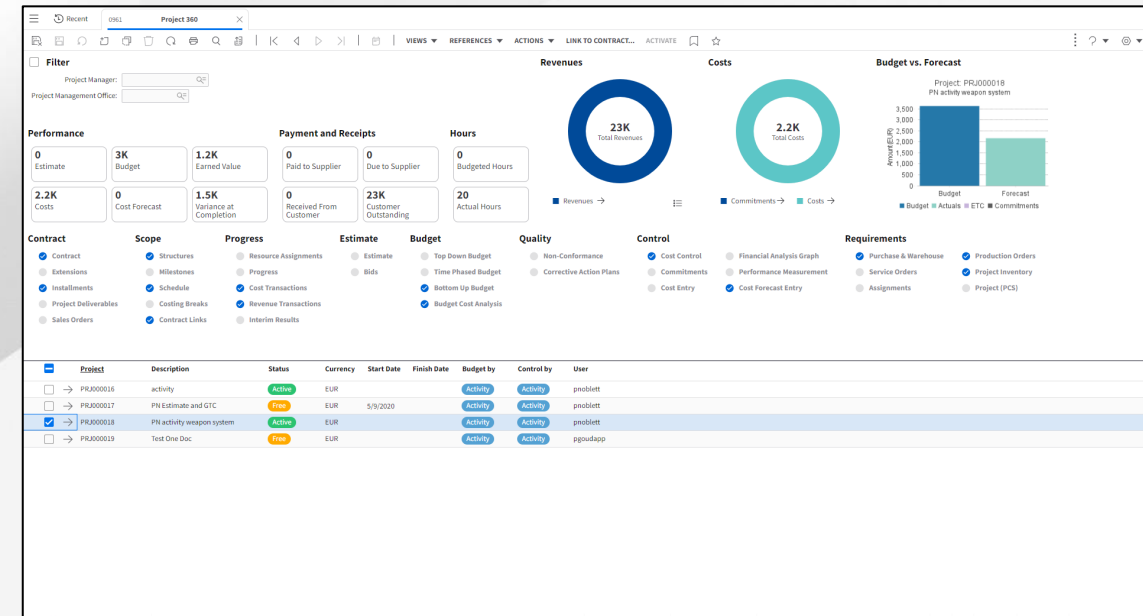 Recent 0961 Project 360
VIEWS REFERENCES ACTIONS LINK TO CONTRACT... ACTIVATE
Filter
Project Manager:
Project Management Office:
Performance
0 Estimate
3K Budget
1.2K Earned Value
2.2K Costs
0 Cost Forecast
1.5K Variance at Completion
Payment and Receipts
0 Paid to Supplier
0 Due to Supplier
0 Received From Customer
23K Customer Outstanding
Hours
0 Budgeted Hours
20 Actual Hours
Revenues
23K
Total Revenues
Revenues
Costs
2.2K
Total Costs
Commitments Costs
Budget vs. Forecast
Project: PRJ000018
PN activity weapon system
Amount (EUR)
3,500
3,000
2,500
2,000
1,500
1,000
500
0
Budget Forecast
Budget Actuals ETC Commitments
Contract
Contract
Extensions
Installments
Project Deliverables
Sales Orders
Scope
Structures
Milestones
Schedule
Costing Breaks
Contract Links
Progress
Resource Assignments
Progress
Cost Transactions
Revenue Transactions
Interim Results
Estimate
Estimate
Bids
Budget
Top Down Budget
Time Phased Budget
Bottom Up Budget
Budget Cost Analysis
Quality
Non-Conformance
Corrective Action Plans
Control
Cost Control
Commitments
Cost Entry
Financial Analysis Graph
Performance Measurement
Cost Forecast Entry
Requirements
Purchase & Warehouse
Service Orders
Assignments
Production Orders
Project Inventory
Project (PCS)
Project Description Status Currency Start Date Finish Date Budget by Control by User
PRJ000016 activity Active EUR Activity Activity pnoblett
PRJ000017 PN Estimate and GTC Free EUR 5/9/2020 Activity Activity pnoblett
PRJ000018 PN activity weapon system Active EUR Activity Activity pnoblett
PRJ000019 Test One Doc Free EUR Activity Activity pgoudapp